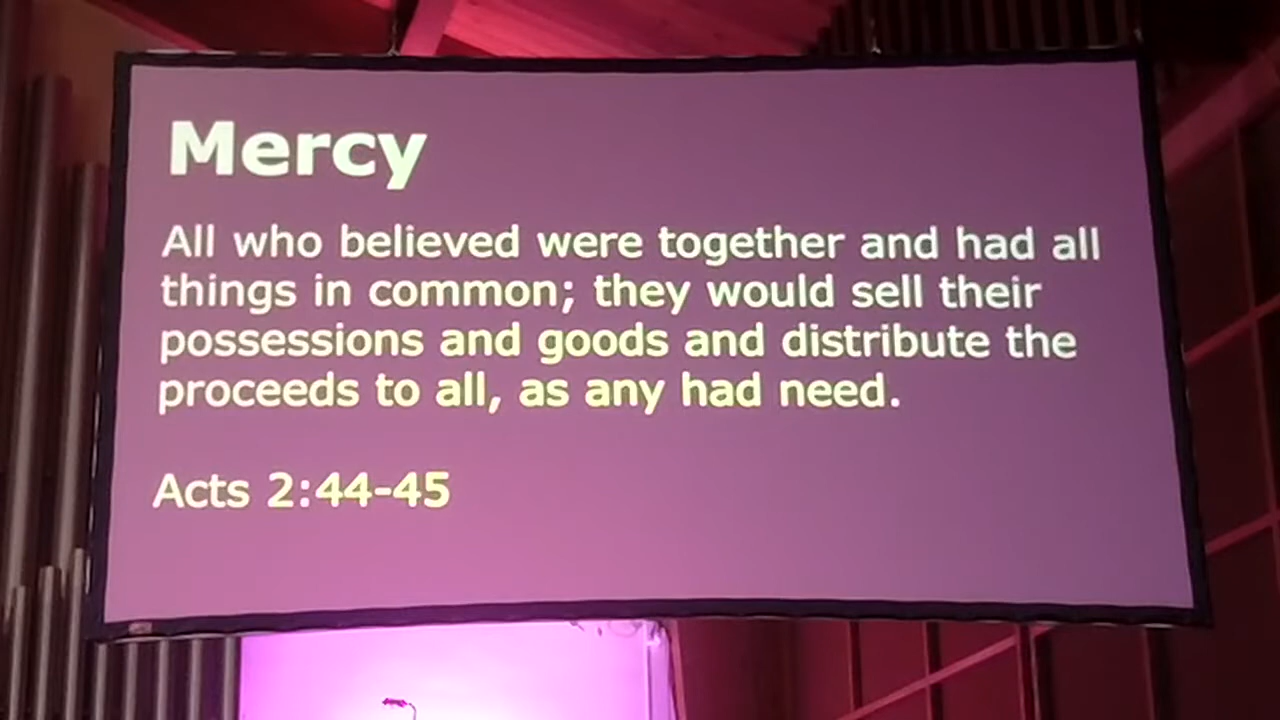 Mercy
All who believed were together and had all
things in common; they would sell their
possessions and goods and distribute the
proceeds to all, as any had need.
Acts 2:44-45